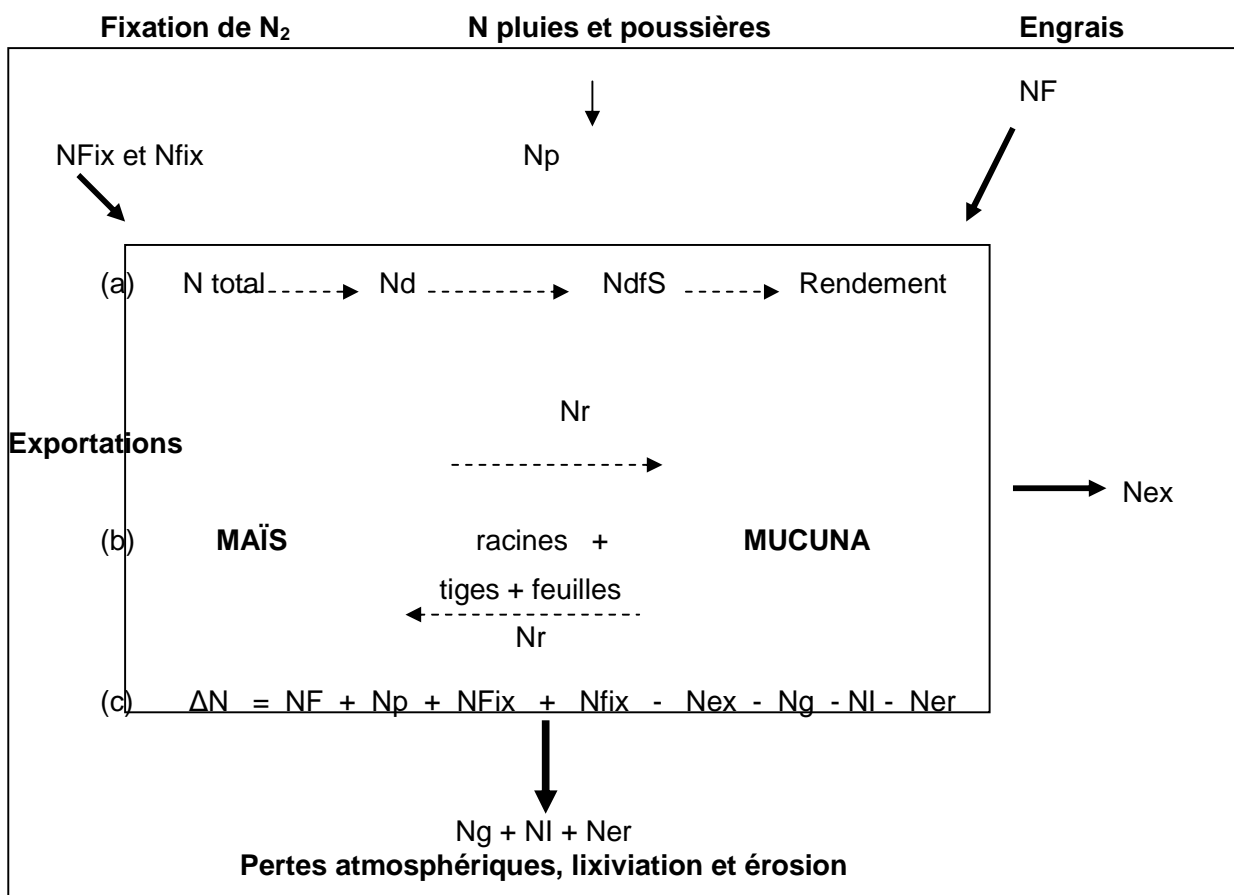 Fixation de N₂ N pluies et poussières Engrais
NF
NFix et Nfix Np
(a) N total Nd NdfS Rendement
Nr
Exportations
Nex
(b) MAÏS racines + MUCUNA
tiges + feuilles
Nr
(c) ΔN = NF + Np + NFix + Nfix - Nex - Ng - Nl - Ner
Ng + Nl + Ner
Pertes atmosphériques, lixiviation et érosion